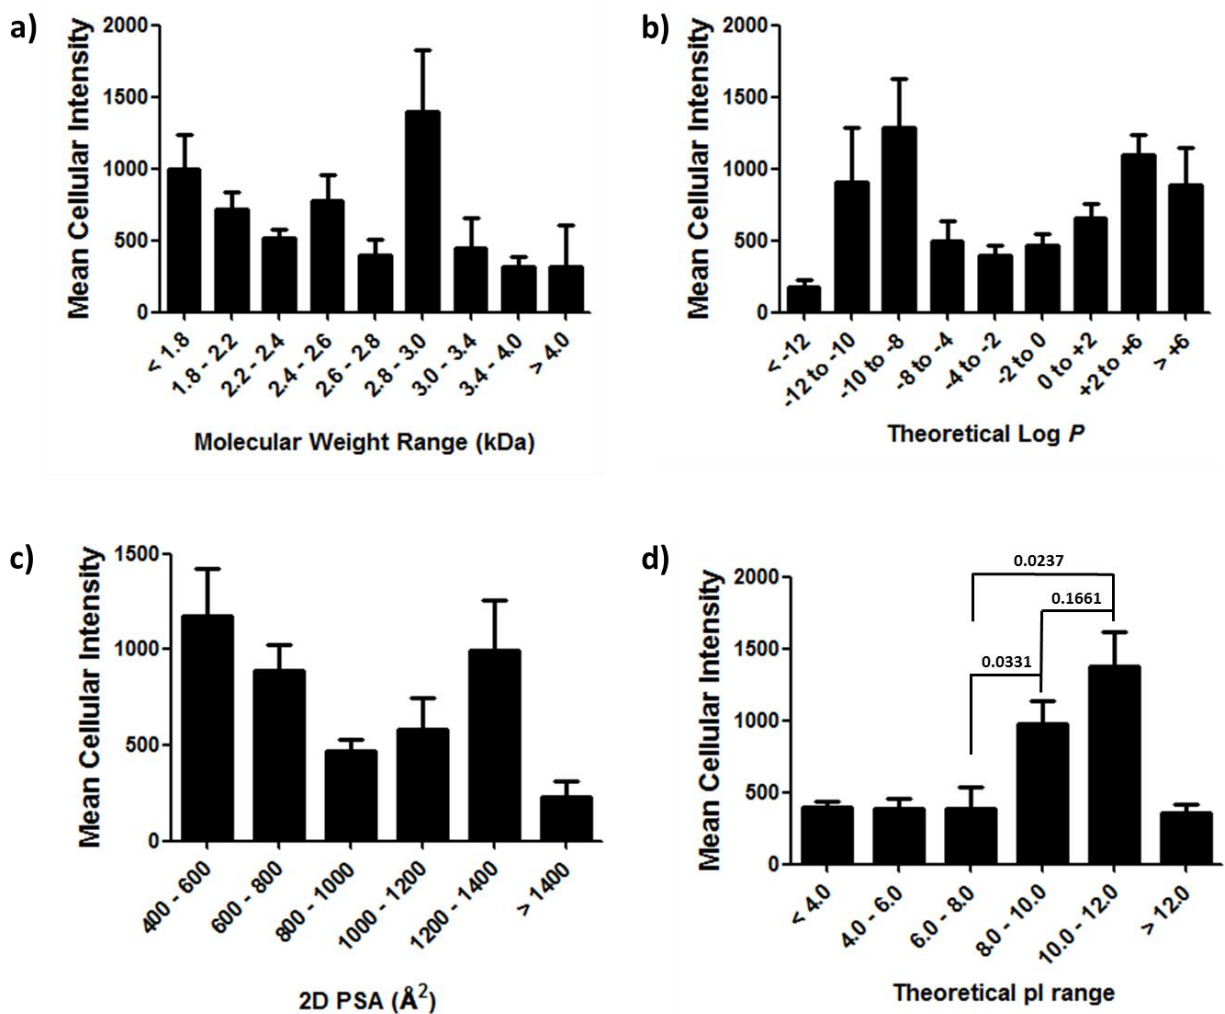 a)
Mean Cellular Intensity
2000
1500
1000
500
0
< 1.8
1.8 - 2.2
2.2 - 2.4
2.4 - 2.6
2.6 - 2.8
2.8 - 3.0
3.0 - 3.4
3.4 - 4.0
> 4.0
Molecular Weight Range (kDa)
b)
Mean Cellular Intensity
2000
1500
1000
500
0
< -12
-12 to -10
-10 to -8
-8 to -4
-4 to -2
-2 to 0
0 to +2
+2 to +6
> +6
Theoretical Log P
c)
Mean Cellular Intensity
1500
1000
500
0
400 - 600
600 - 800
800 - 1000
1000 - 1200
1200 - 1400
> 1400
2D PSA (Å²)
d)
Mean Cellular Intensity
2000
1500
1000
500
0
0.0237
0.1661
0.0331
< 4.0
4.0 - 6.0
6.0 - 8.0
8.0 - 10.0
10.0 - 12.0
> 12.0
Theoretical pI range